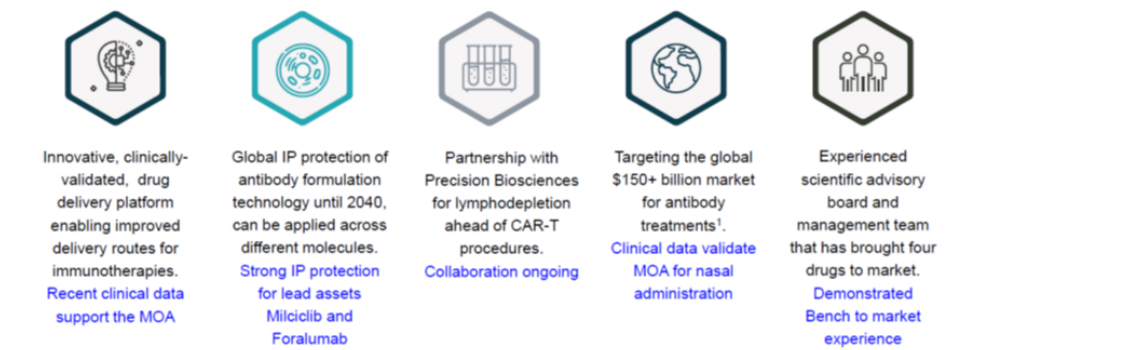 Innovative, clinically-
validated, drug
delivery platform
enabling improved
delivery routes for
immunotherapies.
Recent clinical data
support the MOA
Global IP protection of
antibody formulation
technology until 2040,
can be applied across
different molecules.
Strong IP protection
for lead assets
Milciclib and
Foralumab
Partnership with
Precision Biosciences
for lymphodepletion
ahead of CAR-T
procedures.
Collaboration ongoing
Targeting the global
$150+ billion market
for antibody
treatments¹.
Clinical data validate
MOA for nasal
administration
Experienced
scientific advisory
board and
management team
that has brought four
drugs to market.
Demonstrated
Bench to market
experience